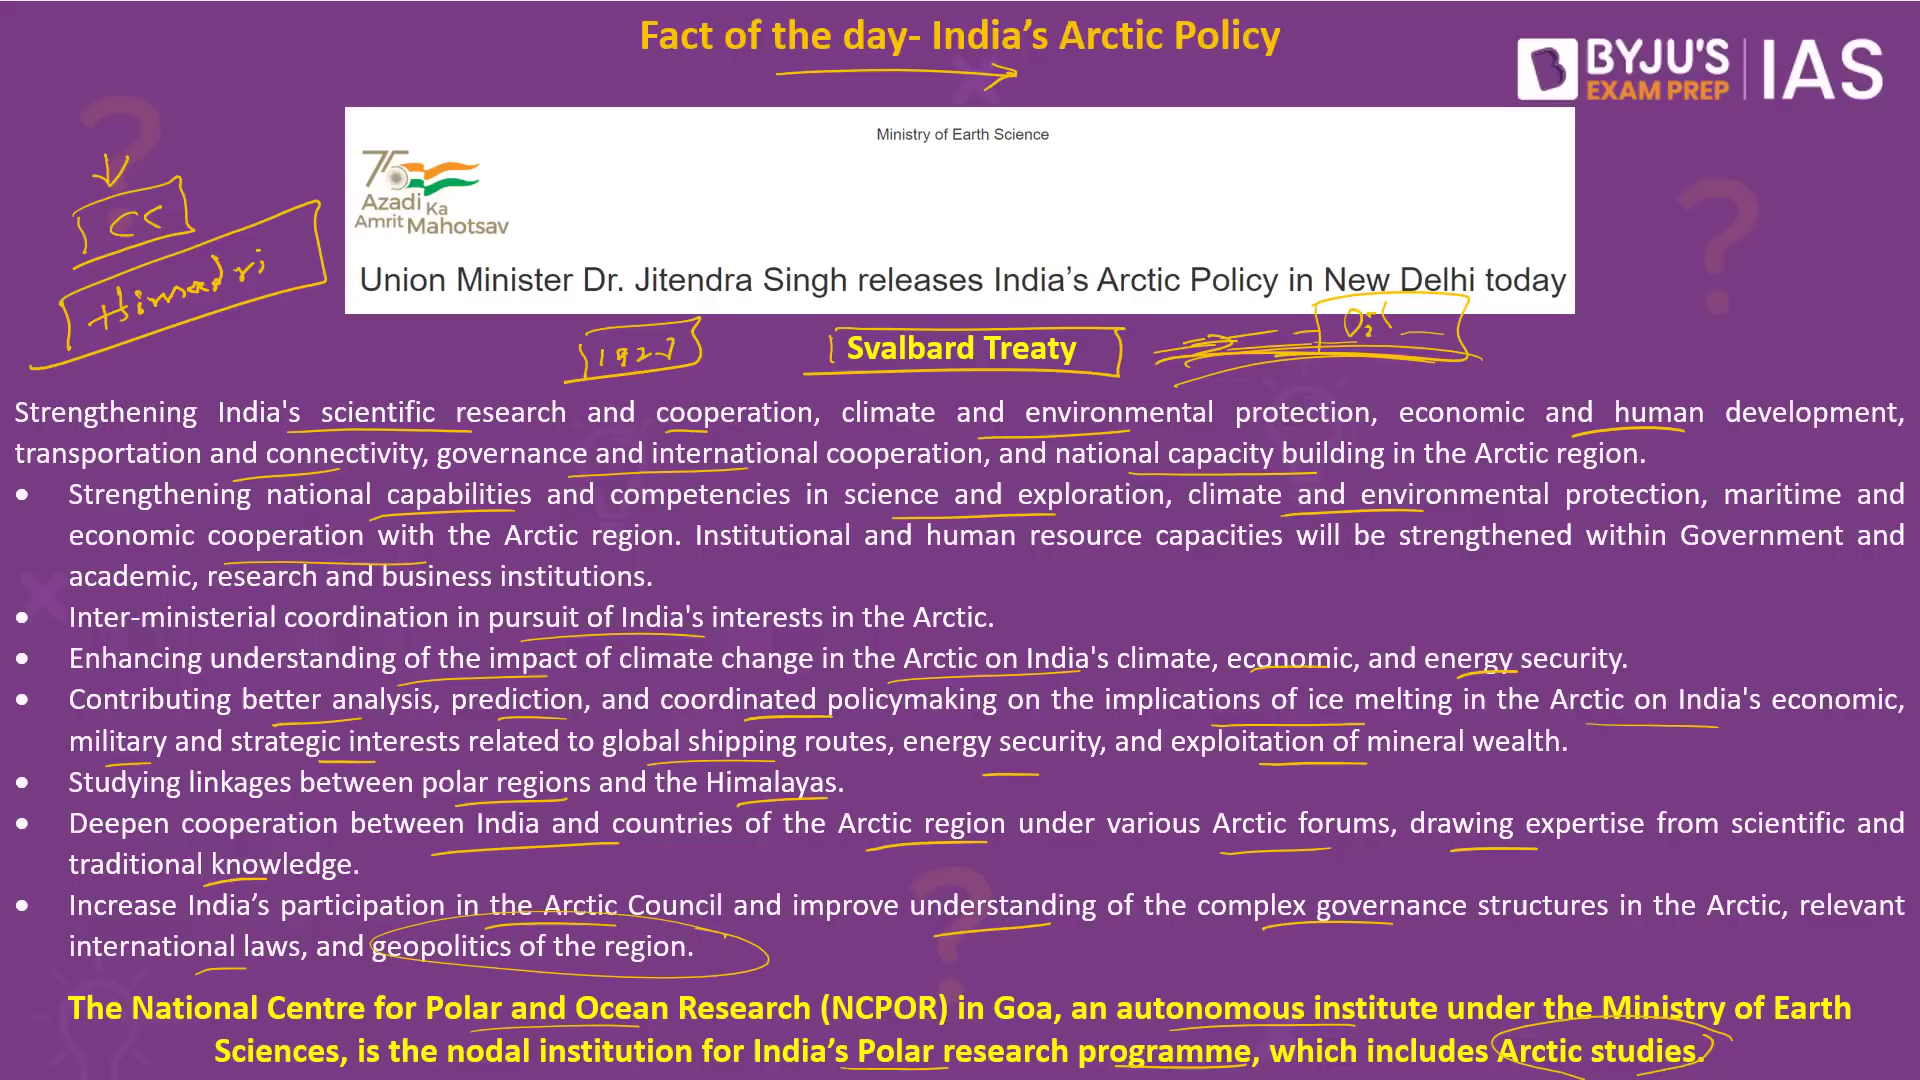 Fact of the day- India’s Arctic Policy
BYJU'S
EXAM PREP
IAS
Ministry of Earth Science
75
Azadi Ka
Amrit Mahotsav
CC
Himadri
Union Minister Dr. Jitendra Singh releases India’s Arctic Policy in New Delhi today
1927
Svalbard Treaty
Strengthening India's scientific research and cooperation, climate and environmental protection, economic and human development,
transportation and connectivity, governance and international cooperation, and national capacity building in the Arctic region.
• Strengthening national capabilities and competencies in science and exploration, climate and environmental protection, maritime and
economic cooperation with the Arctic region. Institutional and human resource capacities will be strengthened within Government and
academic, research and business institutions.
• Inter-ministerial coordination in pursuit of India's interests in the Arctic.
• Enhancing understanding of the impact of climate change in the Arctic on India's climate, economic, and energy security.
• Contributing better analysis, prediction, and coordinated policymaking on the implications of ice melting in the Arctic on India's economic,
military and strategic interests related to global shipping routes, energy security, and exploitation of mineral wealth.
• Studying linkages between polar regions and the Himalayas.
• Deepen cooperation between India and countries of the Arctic region under various Arctic forums, drawing expertise from scientific and
traditional knowledge.
• Increase India’s participation in the Arctic Council and improve understanding of the complex governance structures in the Arctic, relevant
international laws, and geopolitics of the region.
The National Centre for Polar and Ocean Research (NCPOR) in Goa, an autonomous institute under the Ministry of Earth
Sciences, is the nodal institution for India’s Polar research programme, which includes Arctic studies.